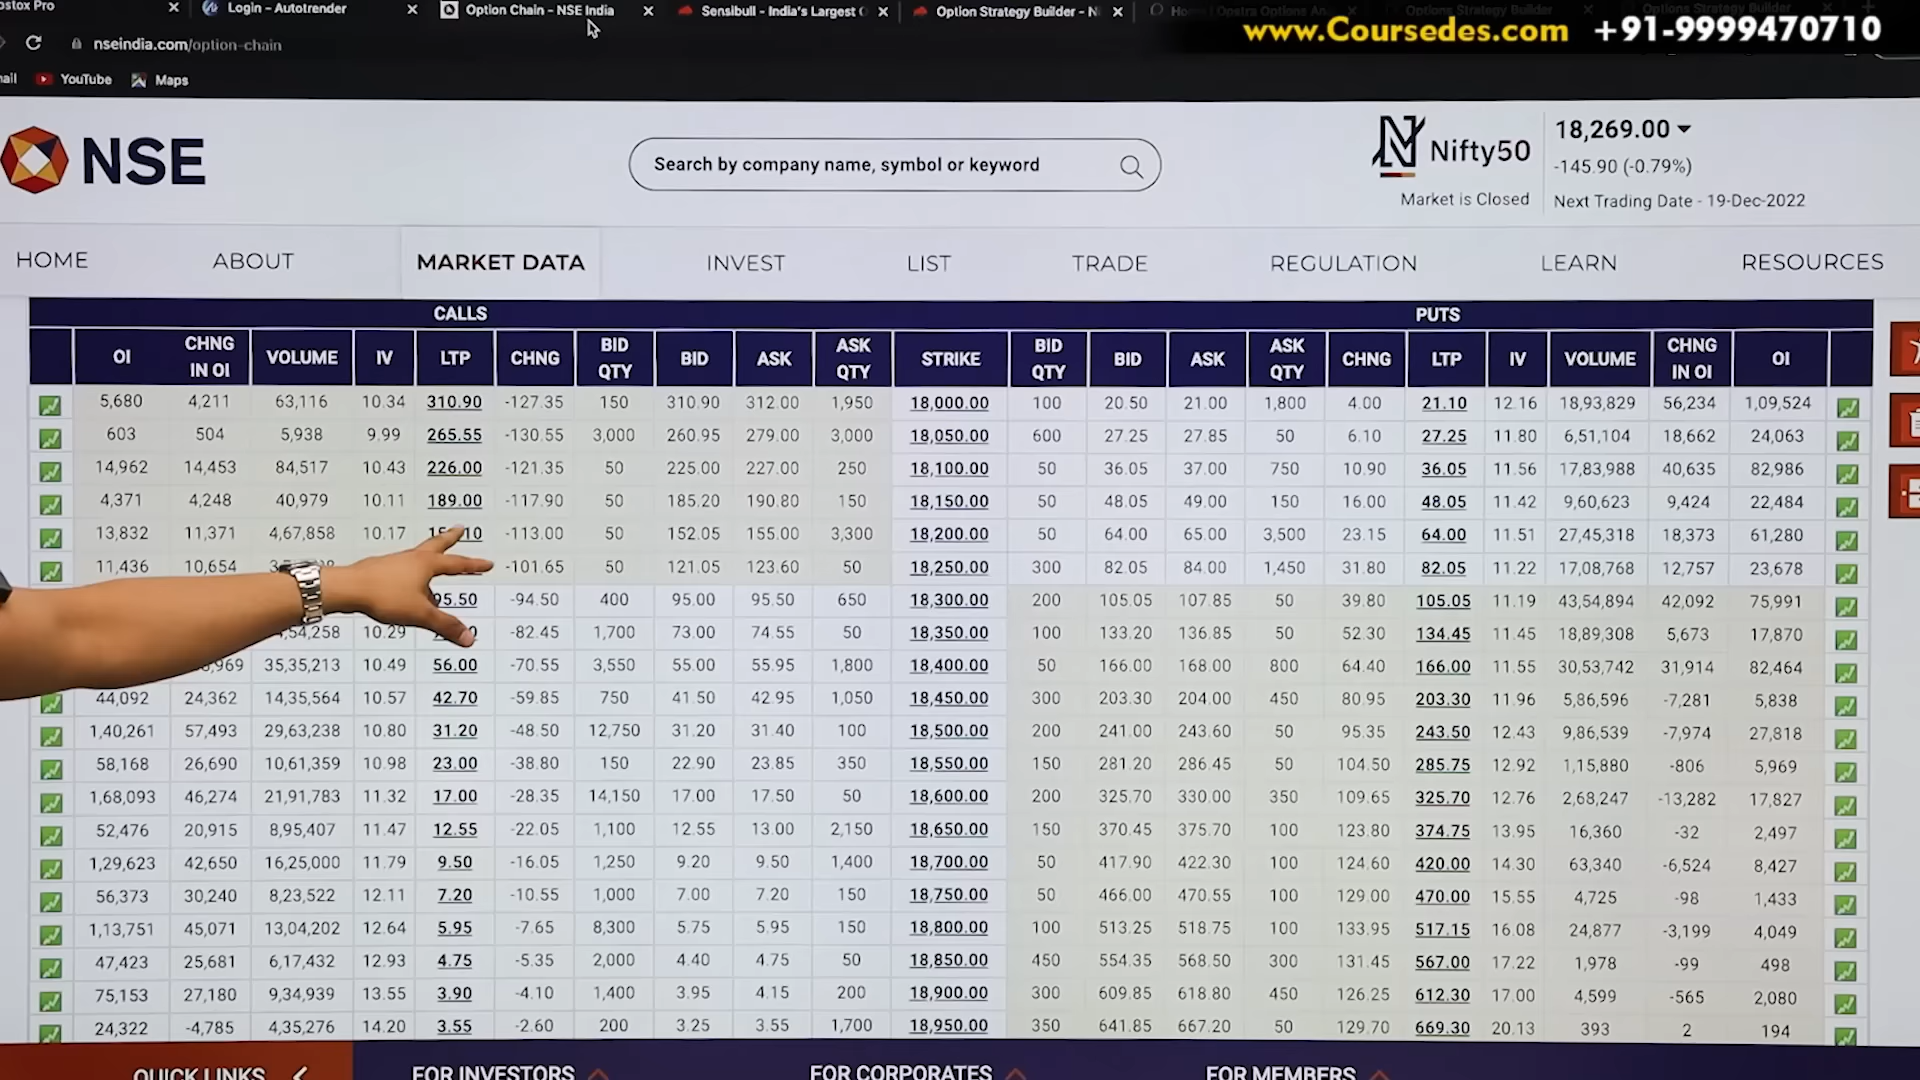 ostox Pro
Login - Autotrender
Option Chain - NSE India
Sensibull - India's Largest O
Option Strategy Builder - N
www.Coursedes.com +91-9999470710
nseindia.com/option-chain
YouTube
Maps
NSE
Search by company name, symbol or keyword
Nifty50
18,269.00
-145.90 (-0.79%)
Market is Closed
Next Trading Date - 19-Dec-2022
HOME ABOUT MARKET DATA INVEST LIST TRADE REGULATION LEARN RESOURCES
CALLS PUTS
OI CHNG IN OI VOLUME IV LTP CHNG BID QTY BID ASK ASK QTY STRIKE BID QTY BID ASK ASK QTY CHNG LTP IV VOLUME CHNG IN OI OI
5,680 4,211 63,116 10.34 310.90 -127.35 150 310.90 312.00 1,950 18,000.00 100 20.50 21.00 1,800 4.00 21.10 12.16 18,93,829 56,234 1,09,524
603 504 5,938 9.99 265.55 -130.55 3,000 260.95 279.00 3,000 18,050.00 600 27.25 27.85 50 6.10 27.25 11.80 6,51,104 18,662 24,063
14,962 14,453 84,517 10.43 226.00 -121.35 50 225.00 227.00 250 18,100.00 50 36.05 37.00 750 10.90 36.05 11.56 17,83,988 40,635 82,986
4,371 4,248 40,979 10.11 189.00 -117.90 50 185.20 190.80 150 18,150.00 50 48.05 49.00 150 16.00 48.05 11.42 9,60,623 9,424 22,484
13,832 11,371 4,67,858 10.17 -113.00 50 152.05 155.00 3,300 18,200.00 50 64.00 65.00 3,500 23.15 64.00 11.51 27,45,318 18,373 61,280
11,436 10,654 -101.65 50 121.05 123.60 50 18,250.00 300 82.05 84.00 1,450 31.80 82.05 11.22 17,08,768 12,757 23,678
95.50 -94.50 400 95.00 95.50 650 18,300.00 200 105.05 107.85 50 39.80 105.05 11.19 43,54,894 42,092 75,991
10.29 -82.45 1,700 73.00 74.55 50 18,350.00 100 133.20 136.85 50 52.30 134.45 11.45 18,89,308 5,673 17,870
35,35,213 10.49 56.00 -70.55 3,550 55.00 55.95 1,800 18,400.00 50 166.00 168.00 800 64.40 166.00 11.55 30,53,742 31,914 82,464
44,092 24,362 14,35,564 10.57 42.70 -59.85 750 41.50 42.95 1,050 18,450.00 300 203.30 204.00 450 80.95 203.30 11.96 5,86,596 -7,281 5,838
1,40,261 57,493 29,63,238 10.80 31.20 -48.50 12,750 31.20 31.40 100 18,500.00 200 241.00 243.60 50 95.35 243.50 12.43 9,86,539 -7,974 27,818
58,168 26,690 10,61,359 10.98 23.00 -38.80 150 22.90 23.85 350 18,550.00 150 281.20 286.45 50 104.50 285.75 12.92 1,15,880 -806 5,969
1,68,093 46,274 21,91,783 11.32 17.00 -28.35 14,150 17.00 17.50 50 18,600.00 200 325.70 330.00 350 109.65 325.70 12.76 2,68,247 -13,282 17,827
52,476 20,915 8,95,407 11.47 12.55 -22.05 1,100 12.55 13.00 2,150 18,650.00 150 370.45 375.70 100 123.80 374.75 13.95 16,360 -32 2,497
1,29,623 42,650 16,25,000 11.79 9.50 -16.05 1,250 9.20 9.50 1,400 18,700.00 50 417.90 422.30 100 124.60 420.00 14.30 63,340 -6,524 8,427
56,373 30,240 8,23,522 12.11 7.20 -10.55 1,000 7.00 7.20 150 18,750.00 50 466.00 470.55 100 129.00 470.00 15.55 4,725 -98 1,433
1,13,751 45,071 13,04,202 12.64 5.95 -7.65 8,300 5.75 5.95 150 18,800.00 100 513.25 518.75 100 133.95 517.15 16.08 24,877 -3,199 4,049
47,423 25,681 6,17,432 12.93 4.75 -5.35 2,000 4.40 4.75 50 18,850.00 450 554.35 568.50 300 131.45 567.00 17.22 1,978 -99 498
75,153 27,180 9,34,939 13.55 3.90 -4.10 1,400 3.95 4.15 200 18,900.00 300 609.85 618.80 450 126.25 612.30 17.00 4,599 -565 2,080
24,322 -4,785 4,35,276 14.20 3.55 -2.60 200 3.25 3.55 1,700 18,950.00 350 641.85 667.20 50 129.70 669.30 20.13 393 2 194
QUICK LINKS FOR INVESTORS FOR CORPORATES FOR MEMBERS